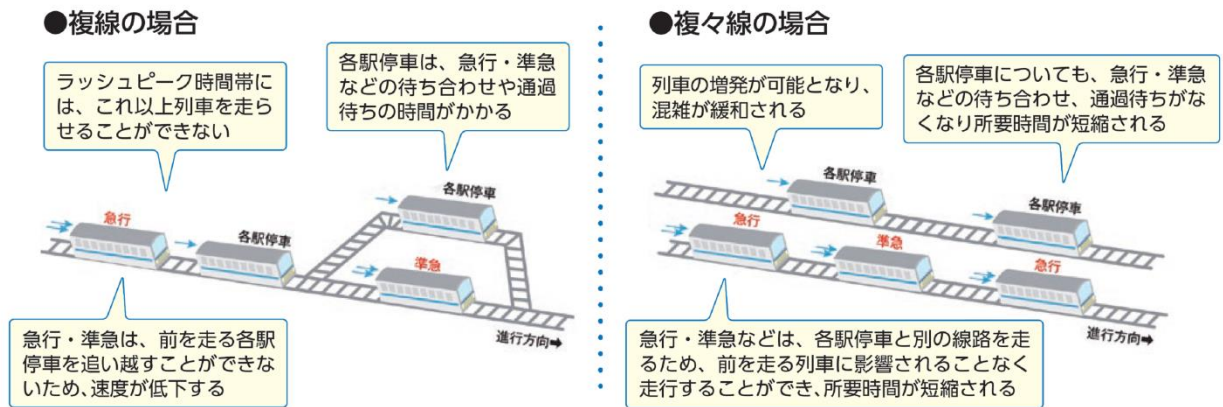 ●複線の場合
ラッシュピーク時間帯に
は、これ以上列車を走ら
せることができない
各駅停車は、急行・準急
などの待ち合わせや通過
待ちの時間がかかる
各駅停車
急行
各駅停車
準急
進行方向➡
急行・準急は、前を走る各駅
停車を追い越すことができな
いため、速度が低下する
●複々線の場合
列車の増発が可能となり、
混雑が緩和される
各駅停車についても、急行・準急
などの待ち合わせ、通過待ちがな
くなり所要時間が短縮される
各駅停車
各駅停車
急行
準急
急行
進行方向➡
急行・準急などは、各駅停車と別の線路を走
るため、前を走る列車に影響されることなく
走行することができ、所要時間が短縮される